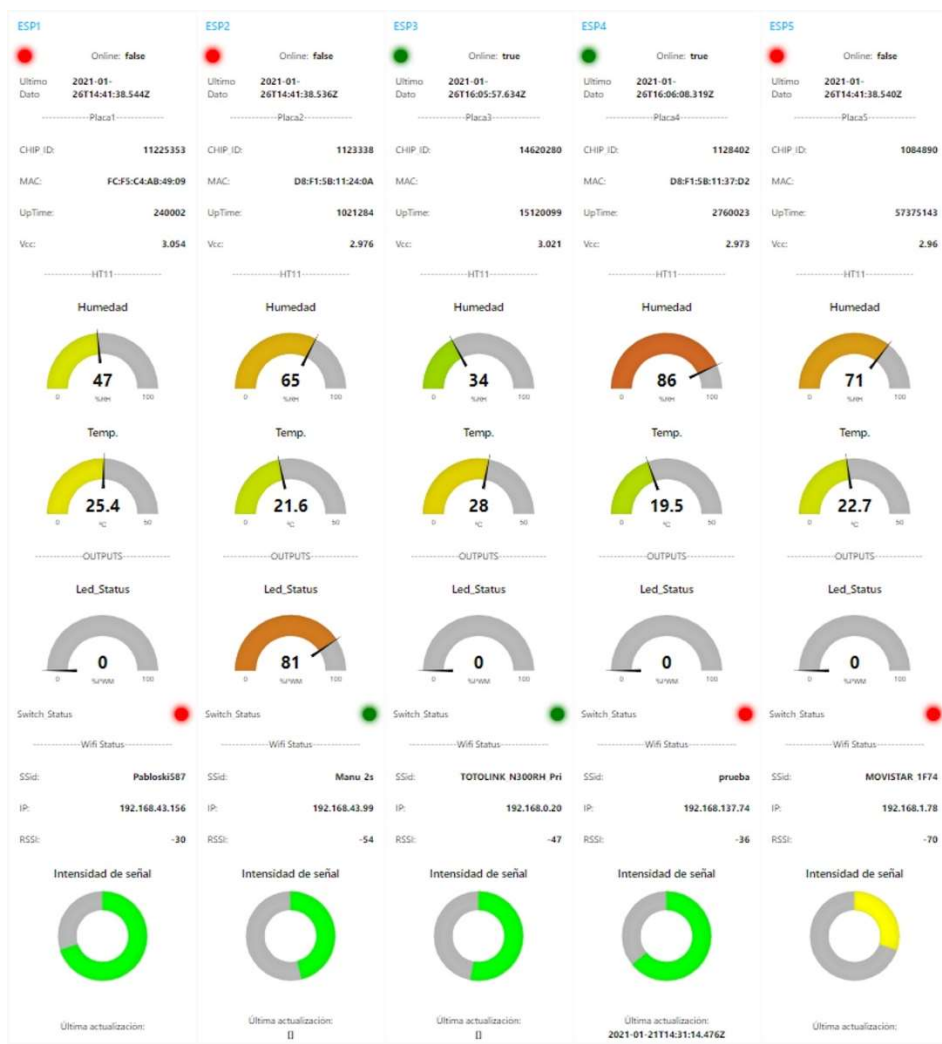 ESP1
Online: false
Ultimo Dato 2021-01-26T14:41:38.544Z
Placa1
CHIP_ID: 11225353
MAC: FC:F5:C4:AB:49:09
UpTime: 240002
Vcc: 3.054
HT11
Humedad
47
0 %RH 100
Temp.
25.4
0 ºC 50
OUTPUTS
Led_Status
0
0 %PWM 100
Switch_Status
Wifi Status
SSid: Pabloski587
IP: 192.168.43.156
RSSI: -30
Intensidad de señal
Última actualización:
ESP2
Online: false
Ultimo Dato 2021-01-26T14:41:38.536Z
Placa2
CHIP_ID: 1123338
MAC: D8:F1:5B:11:24:0A
UpTime: 1021284
Vcc: 2.976
HT11
Humedad
65
0 %RH 100
Temp.
21.6
0 ºC 50
OUTPUTS
Led_Status
81
0 %PWM 100
Switch_Status
Wifi Status
SSid: Manu 2s
IP: 192.168.43.99
RSSI: -54
Intensidad de señal
Última actualización:
[]
ESP3
Online: true
Ultimo Dato 2021-01-26T16:05:57.634Z
Placa3
CHIP_ID: 14620280
MAC:
UpTime: 15120099
Vcc: 3.021
HT11
Humedad
34
0 %RH 100
Temp.
28
0 ºC 50
OUTPUTS
Led_Status
0
0 %PWM 100
Switch_Status
Wifi Status
SSid: TOTOLINK N300RH Pri
IP: 192.168.0.20
RSSI: -47
Intensidad de señal
Última actualización:
[]
ESP4
Online: true
Ultimo Dato 2021-01-26T16:06:08.319Z
Placa4
CHIP_ID: 1128402
MAC: D8:F1:5B:11:37:D2
UpTime: 2760023
Vcc: 2.973
HT11
Humedad
86
0 %RH 100
Temp.
19.5
0 ºC 50
OUTPUTS
Led_Status
0
0 %PWM 100
Switch_Status
Wifi Status
SSid: prueba
IP: 192.168.137.74
RSSI: -36
Intensidad de señal
Última actualización:
2021-01-21T14:31:14.476Z
ESP5
Online: false
Ultimo Dato 2021-01-26T14:41:38.540Z
Placa5
CHIP_ID: 1084890
MAC:
UpTime: 57375143
Vcc: 2.96
HT11
Humedad
71
0 %RH 100
Temp.
22.7
0 ºC 50
OUTPUTS
Led_Status
0
0 %PWM 100
Switch_Status
Wifi Status
SSid: MOVISTAR 1F74
IP: 192.168.1.78
RSSI: -70
Intensidad de señal
Última actualización: